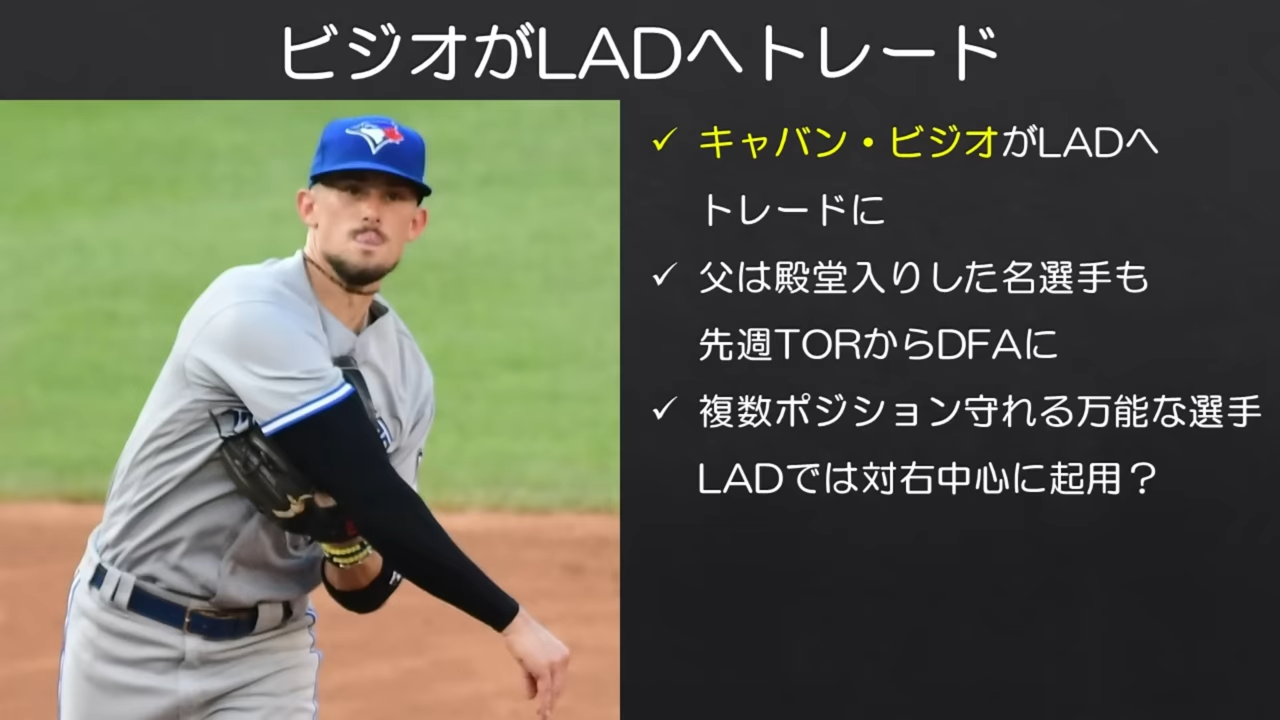 ビジオがLADへトレード
✓ キャバン・ビジオがLADへ
トレードに
✓ 父は殿堂入りした名選手も
先週TORからDFAに
✓ 複数ポジション守れる万能な選手
LADでは対右中心に起用？